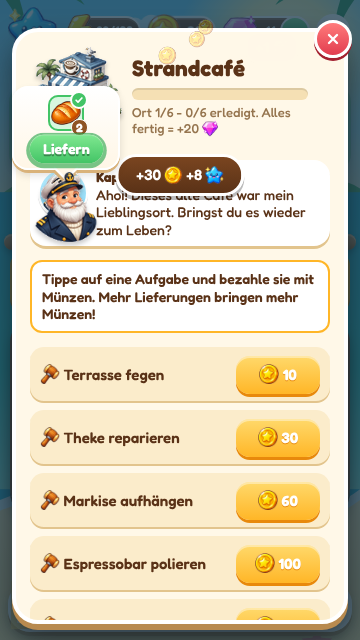 Strandcafé
Ort 1/6 - 0/6 erledigt. Alles
fertig = +20
2
Liefern
+30 +8
Ahoi! Dieses alte Café war mein
Lieblingsort. Bringst du es wieder
zum Leben?
Tippe auf eine Aufgabe und bezahle sie mit
Münzen. Mehr Lieferungen bringen mehr
Münzen!
Terrasse fegen 10
Theke reparieren 30
Markise aufhängen 60
Espressobar polieren 100